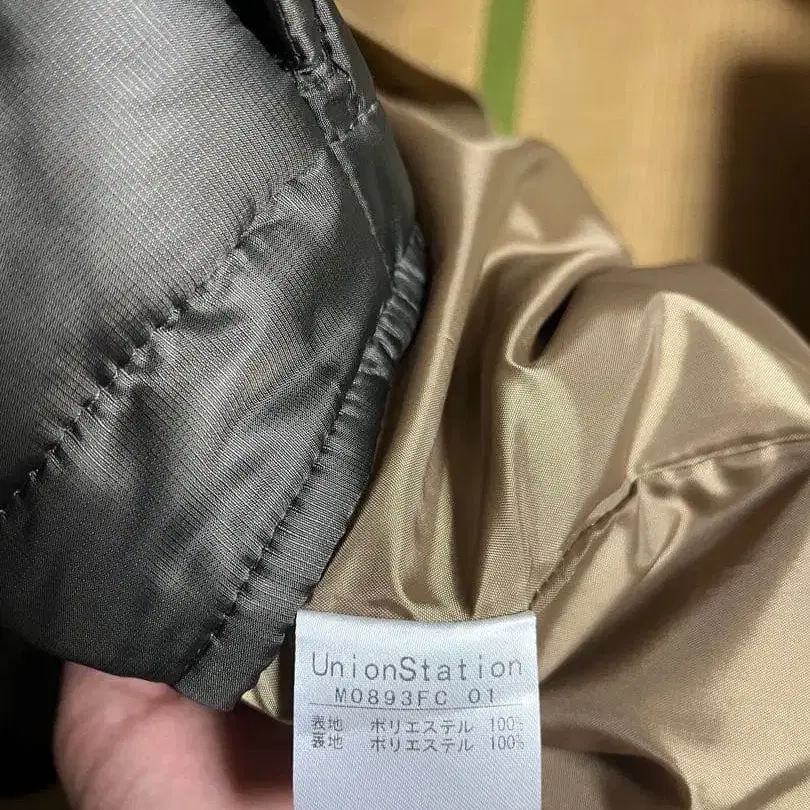 UnionStation
M0893FC 01
表地 ポリエステル 100%
裏地 ポリエステル 100%